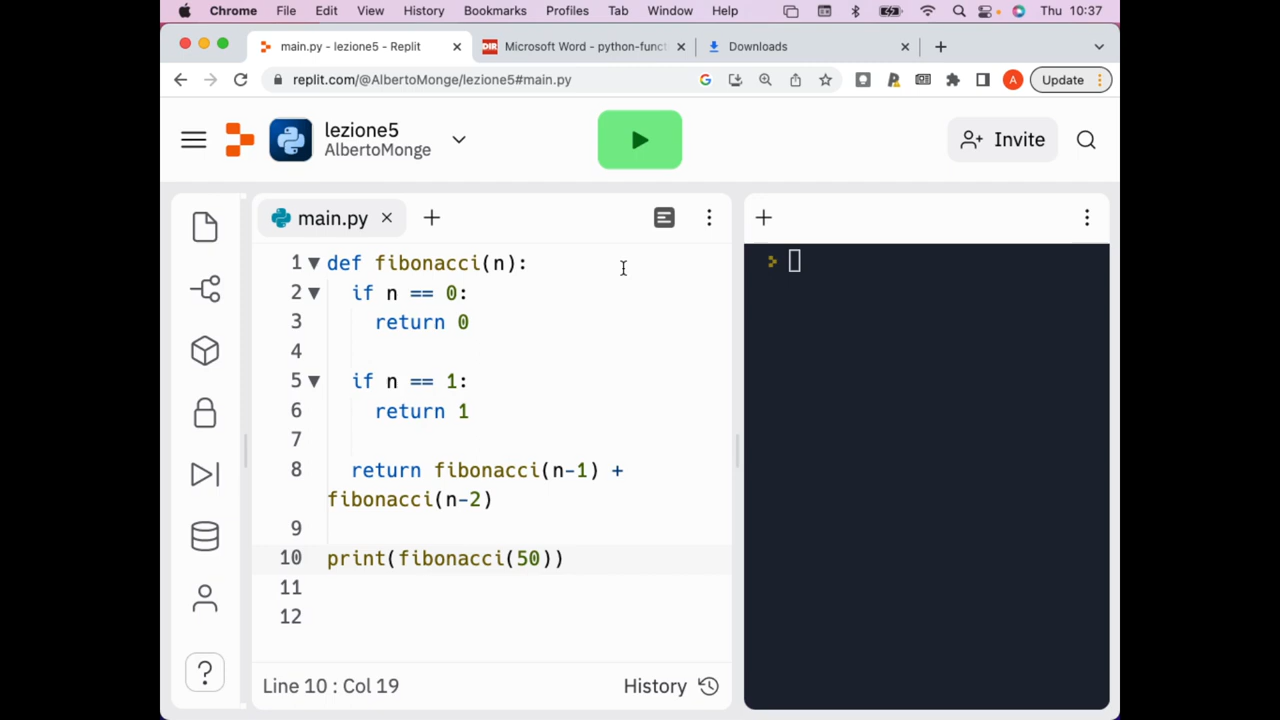 Chrome File Edit View History Bookmarks Profiles Tab Window Help Thu 10:37
main.py - lezione5 - Replit Microsoft Word - python-func Downloads
replit.com/@AlbertoMonge/lezione5#main.py A Update
lezione5
AlbertoMonge
Invite
main.py
1 def fibonacci(n):
2 if n == 0:
3 return 0
4
5 if n == 1:
6 return 1
7
8 return fibonacci(n-1) +
fibonacci(n-2)
9
10 print(fibonacci(50))
11
12
Line 10 : Col 19 History